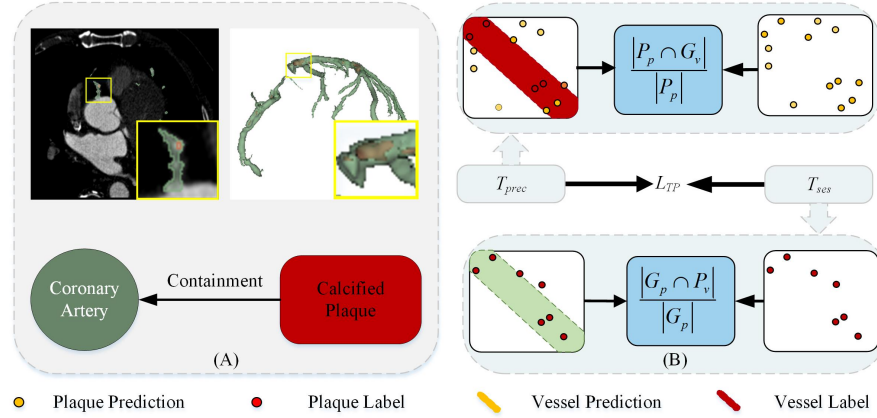 Coronary
Artery
Containment
Calcified
Plaque
(A)
|P_p ∩ G_v|
|P_p|
T_prec
L_TP
T_ses
|G_p ∩ P_v|
|G_p|
(B)
Plaque Prediction
Plaque Label
Vessel Prediction
Vessel Label